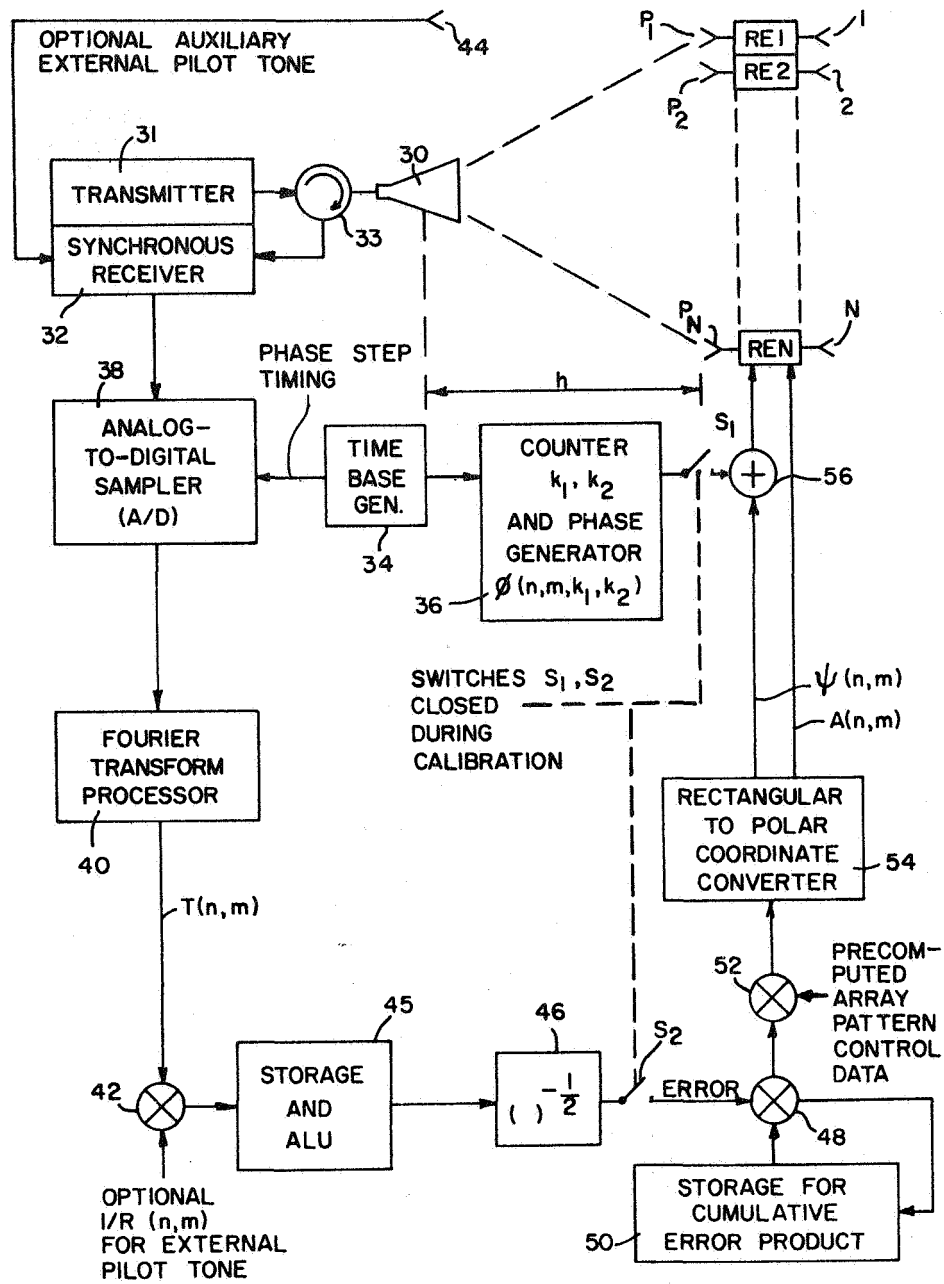 OPTIONAL AUXILIARY
EXTERNAL PILOT TONE
44
P1
RE1
1
P2
RE2
2
31
TRANSMITTER
SYNCHRONOUS
RECEIVER
32
33
30
PN
REN
N
PHASE STEP
TIMING
h
38
ANALOG-
TO-DIGITAL
SAMPLER
(A/D)
TIME
BASE
GEN.
34
COUNTER
k1, k2
AND PHASE
GENERATOR
Ø(n,m,k1,k2)
36
S1
+
56
SWITCHES S1,S2
CLOSED
DURING
CALIBRATION
ψ(n,m)
A(n,m)
FOURIER
TRANSFORM
PROCESSOR
40
T(n,m)
RECTANGULAR
TO POLAR
COORDINATE
CONVERTER
54
52
PRECOM-
PUTED
ARRAY
PATTERN
CONTROL
DATA
42
45
STORAGE
AND
ALU
46
( )-1/2
S2
ERROR
48
OPTIONAL
I/R (n,m)
FOR EXTERNAL
PILOT TONE
STORAGE FOR
CUMULATIVE
ERROR PRODUCT
50